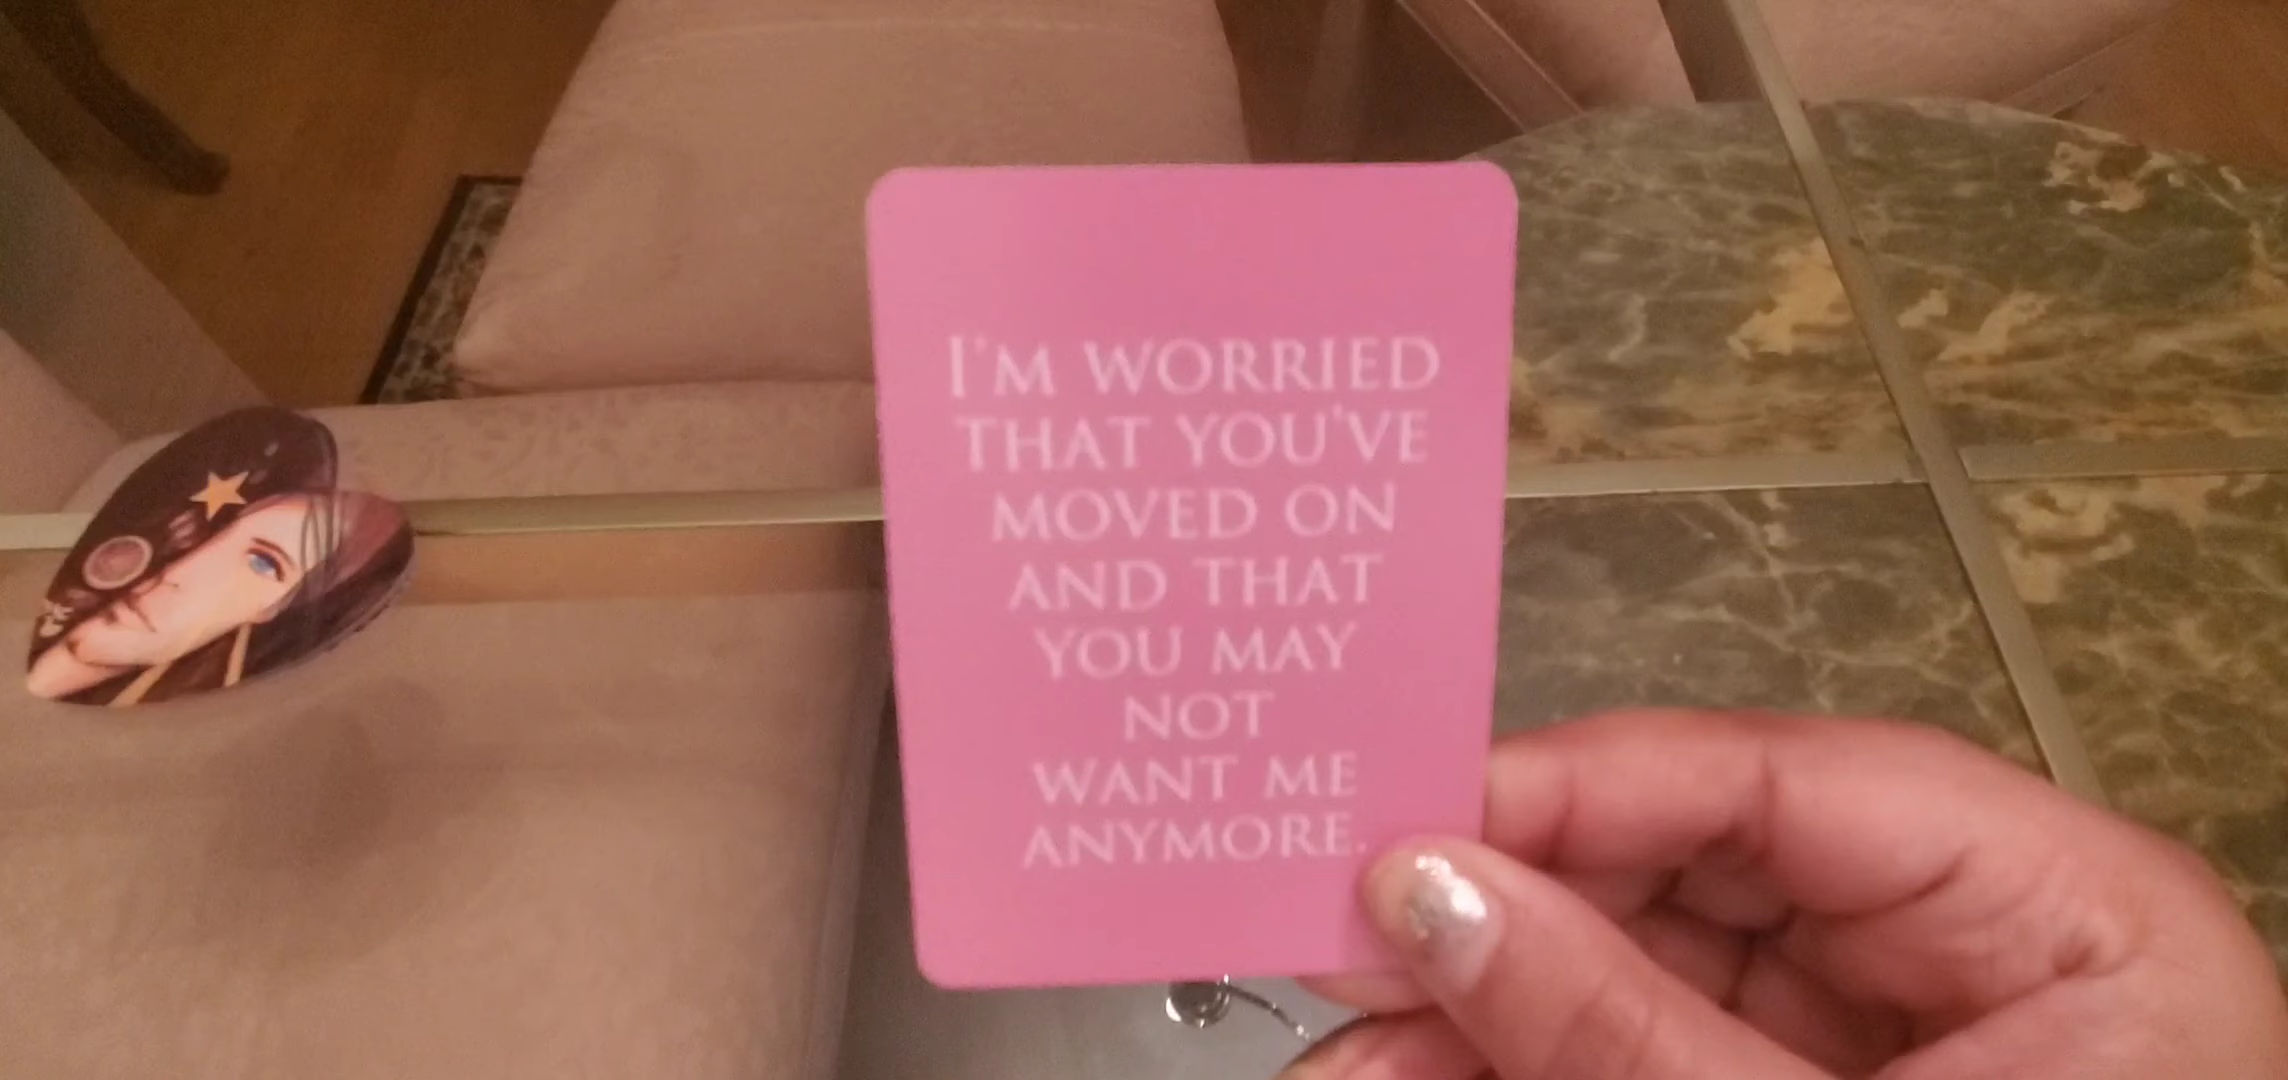 I'M WORRIED
THAT YOU'VE
MOVED ON
AND THAT
YOU MAY
NOT
WANT ME
ANYMORE.